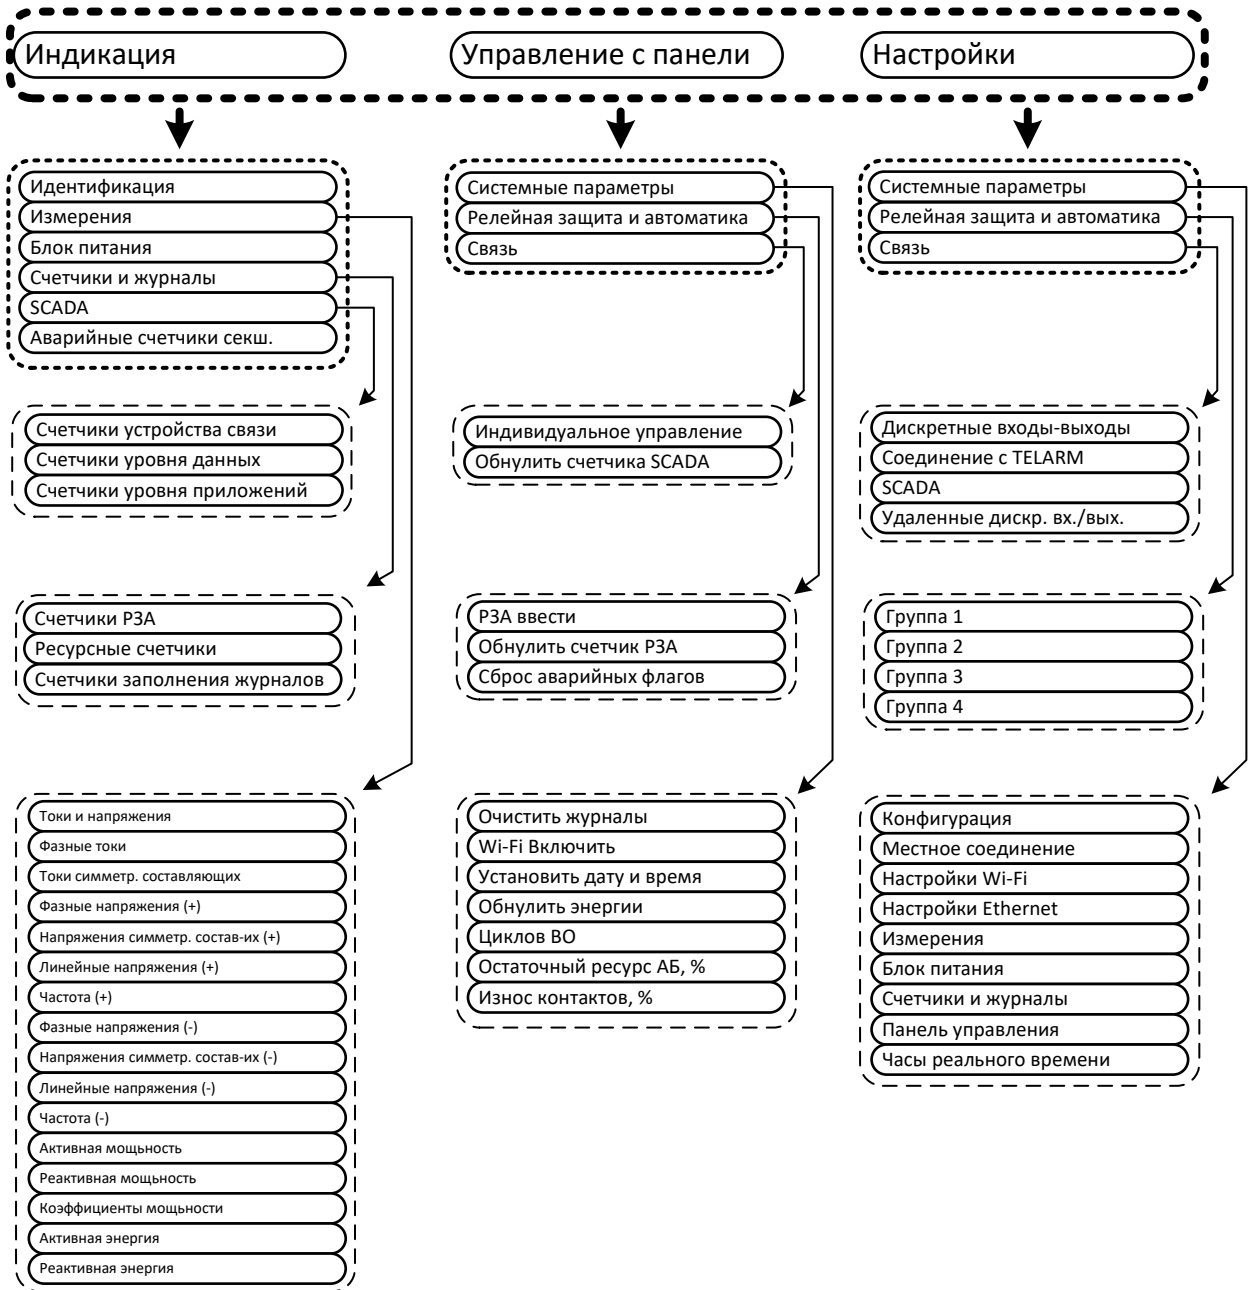 Индикация
Управление с панели
Настройки
Идентификация
Измерения
Блок питания
Счетчики и журналы
SCADA
Аварийные счетчики секш.
Системные параметры
Релейная защита и автоматика
Связь
Системные параметры
Релейная защита и автоматика
Связь
Счетчики устройства связи
Счетчики уровня данных
Счетчики уровня приложений
Индивидуальное управление
Обнулить счетчика SCADA
Дискретные входы-выходы
Соединение с TELARM
SCADA
Удаленные дискр. вх./вых.
Счетчики РЗА
Ресурсные счетчики
Счетчики заполнения журналов
РЗА ввести
Обнулить счетчик РЗА
Сброс аварийных флагов
Группа 1
Группа 2
Группа 3
Группа 4
Токи и напряжения
Фазные токи
Токи симметр. составляющих
Фазные напряжения (+)
Напряжения симметр. состав-их (+)
Линейные напряжения (+)
Частота (+)
Фазные напряжения (-)
Напряжения симметр. состав-их (-)
Линейные напряжения (-)
Частота (-)
Активная мощьность
Реактивная мощьность
Коэффициенты мощьности
Активная энергия
Реактивная энергия
Очистить журналы
Wi-Fi Включить
Установить дату и время
Обнулить энергии
Циклов ВО
Остаточный ресурс АБ, %
Износ контактов, %
Конфигурация
Местное соединение
Настройки Wi-Fi
Настройки Ethernet
Измерения
Блок питания
Счетчики и журналы
Панель управления
Часы реального времени